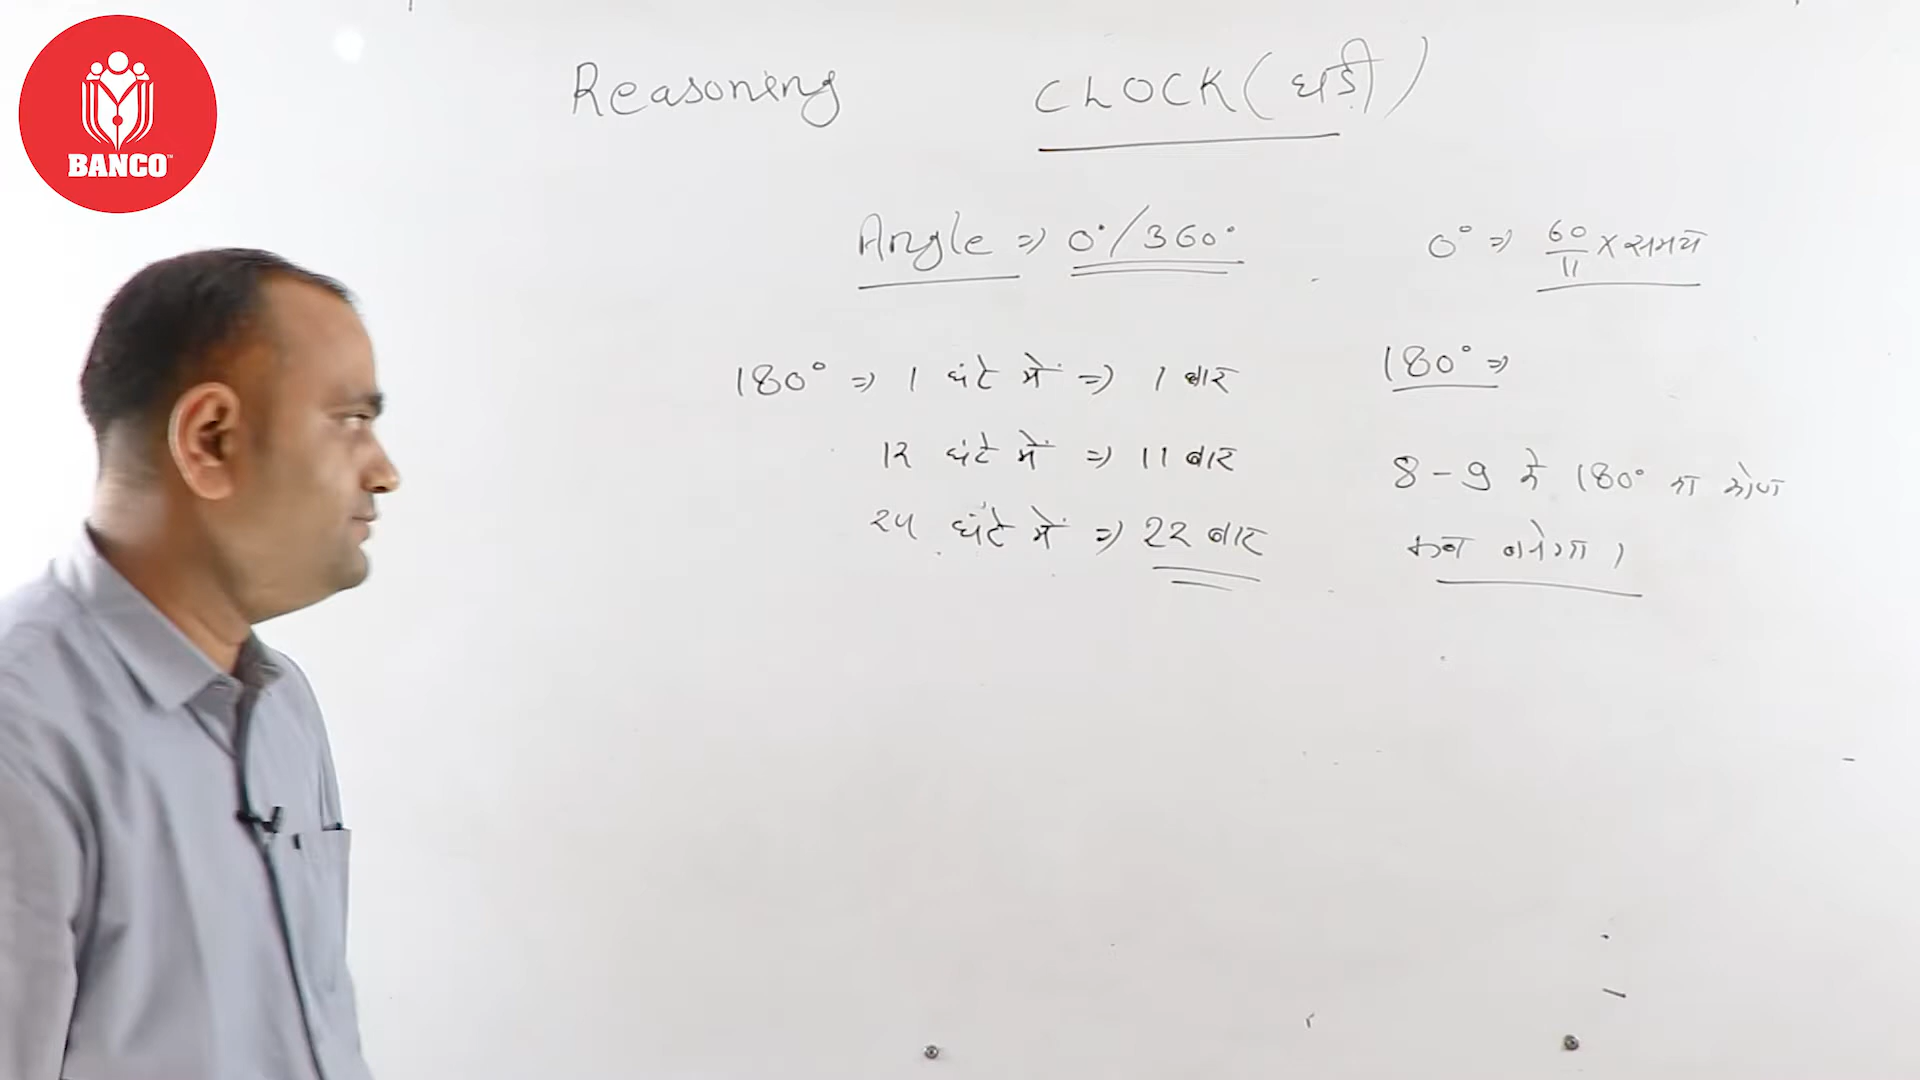 BANCO
Reasoning CLOCK (घड़ी)
Angle ⇒ 0°/360°
0° ⇒ 60/11 × समय
180° ⇒ 1 घंटे में ⇒ 1 बार
12 घंटे में ⇒ 11 बार
24 घंटे में ⇒ 22 बार
180° ⇒
8 - 9 में 180° का कोण
कब बनेगा।